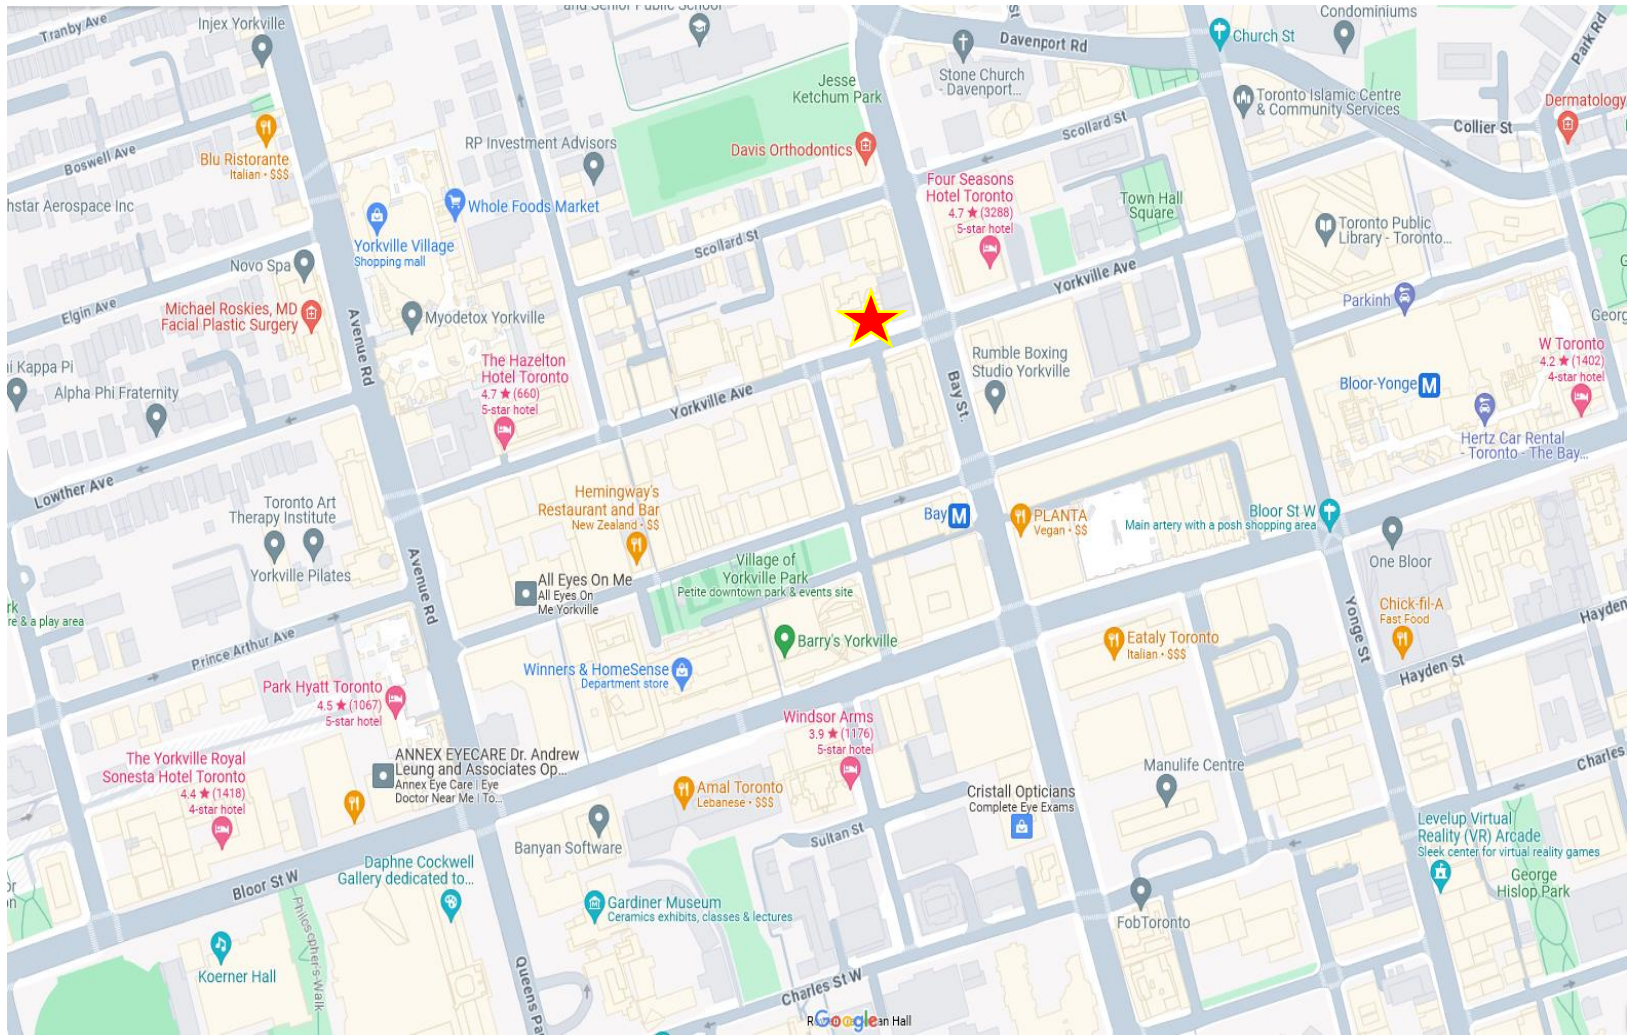 Tranby Ave
Injex Yorkville
and Senior Public School
St
Davenport Rd
Church St
Condominiums
Park Rd
Stone Church
- Davenport...
Jesse
Ketchum Park
Toronto Islamic Centre
& Community Services
Dermatology
Collier St
Scollard St
Boswell Ave
Blu Ristorante
Italian • $$$
RP Investment Advisors
Davis Orthodontics
Four Seasons
Hotel Toronto
4.7 ★ (3288)
5-star hotel
Town Hall
Square
hstar Aerospace Inc
Whole Foods Market
Yorkville Village
Shopping mall
Scollard St
Toronto Public
Library - Toronto...
Novo Spa
Yorkville Ave
Elgin Ave
Michael Roskies, MD
Facial Plastic Surgery
Myodetox Yorkville
Avenue Rd
Parkinh
Georg
W Toronto
4.2 ★ (1402)
4-star hotel
The Hazelton
Hotel Toronto
4.7 ★ (660)
5-star hotel
Rumble Boxing
Studio Yorkville
Bay St.
Bloor-Yonge
M
i Kappa Pi
Alpha Phi Fraternity
Yorkville Ave
Hertz Car Rental
- Toronto - The Bay...
Lowther Ave
Toronto Art
Therapy Institute
Hemingway's
Restaurant and Bar
New Zealand • $$
Bay
M
PLANTA
Vegan • $$
Bloor St W
Main artery with a posh shopping area
One Bloor
Yorkville Pilates
Avenue Rd
All Eyes On Me
All Eyes On
Me Yorkville
Village of
Yorkville Park
Petite downtown park & events site
rk
re & a play area
Prince Arthur Ave
Barry's Yorkville
Eataly Toronto
Italian • $$$
Yonge St
Chick-fil-A
Fast Food
Hayden
Hayden St
Winners & HomeSense
Department store
Park Hyatt Toronto
4.5 ★ (1067)
5-star hotel
Windsor Arms
3.9 ★ (1176)
5-star hotel
The Yorkville Royal
Sonesta Hotel Toronto
4.4 ★ (1418)
4-star hotel
ANNEX EYECARE Dr. Andrew
Leung and Associates Op...
Annex Eye Care | Eye
Doctor Near Me | To...
Amal Toronto
Lebanese • $$$
Manulife Centre
Charles
Cristall Opticians
Complete Eye Exams
Banyan Software
Sultan St
Levelup Virtual
Reality (VR) Arcade
Sleek center for virtual reality games
Daphne Cockwell
Gallery dedicated to...
Bloor St W
George
Hislop Park
Gardiner Museum
Ceramics exhibits, classes & lectures
FobToronto
Philosopher's Walk
Koerner Hall
Queens Pa
Charles St W
Google
an Hall